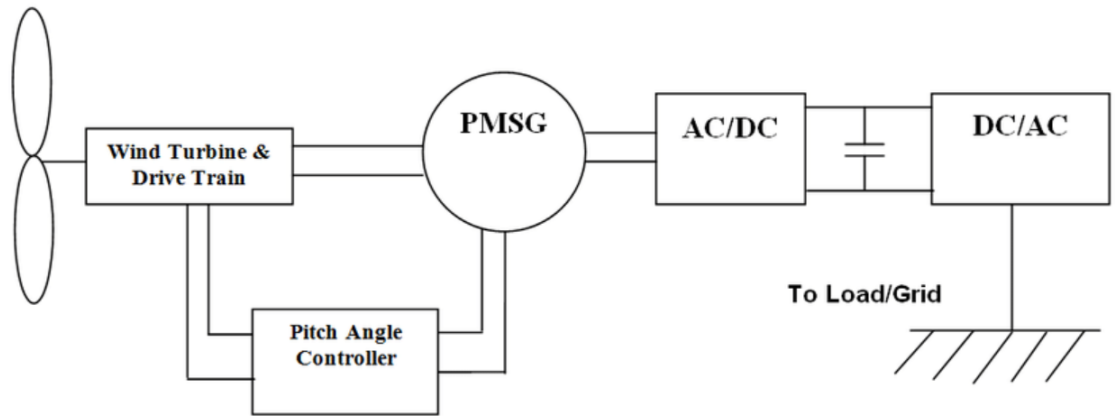 PMSG
AC/DC
DC/AC
Wind Turbine &
Drive Train
To Load/Grid
Pitch Angle
Controller